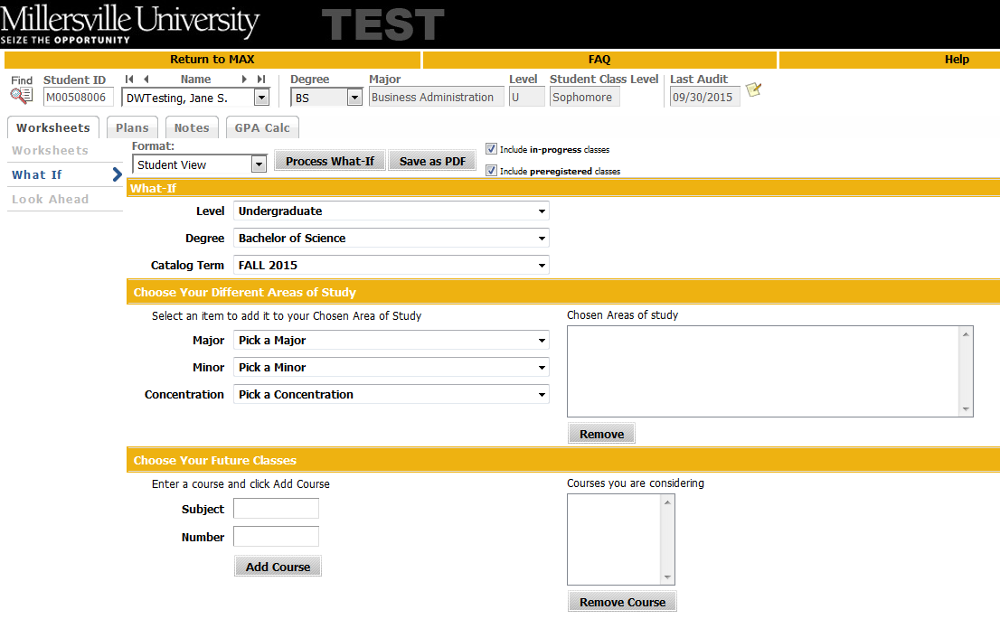 Millersville University TEST
SEIZE THE OPPORTUNITY
Return to MAX FAQ Help
Find Student ID Name Degree Major Level Student Class Level Last Audit
M00508006 DWTesting, Jane S. BS Business Administration U Sophomore 09/30/2015
Worksheets Plans Notes GPA Calc
Worksheets
What If
Look Ahead
Format:
Student View Process What-If Save as PDF
Include in-progress classes
Include preregistered classes
What-If
Level Undergraduate
Degree Bachelor of Science
Catalog Term FALL 2015
Choose Your Different Areas of Study
Select an item to add it to your Chosen Area of Study Chosen Areas of study
Major Pick a Major
Minor Pick a Minor
Concentration Pick a Concentration
Remove
Choose Your Future Classes
Enter a course and click Add Course Courses you are considering
Subject
Number
Add Course
Remove Course